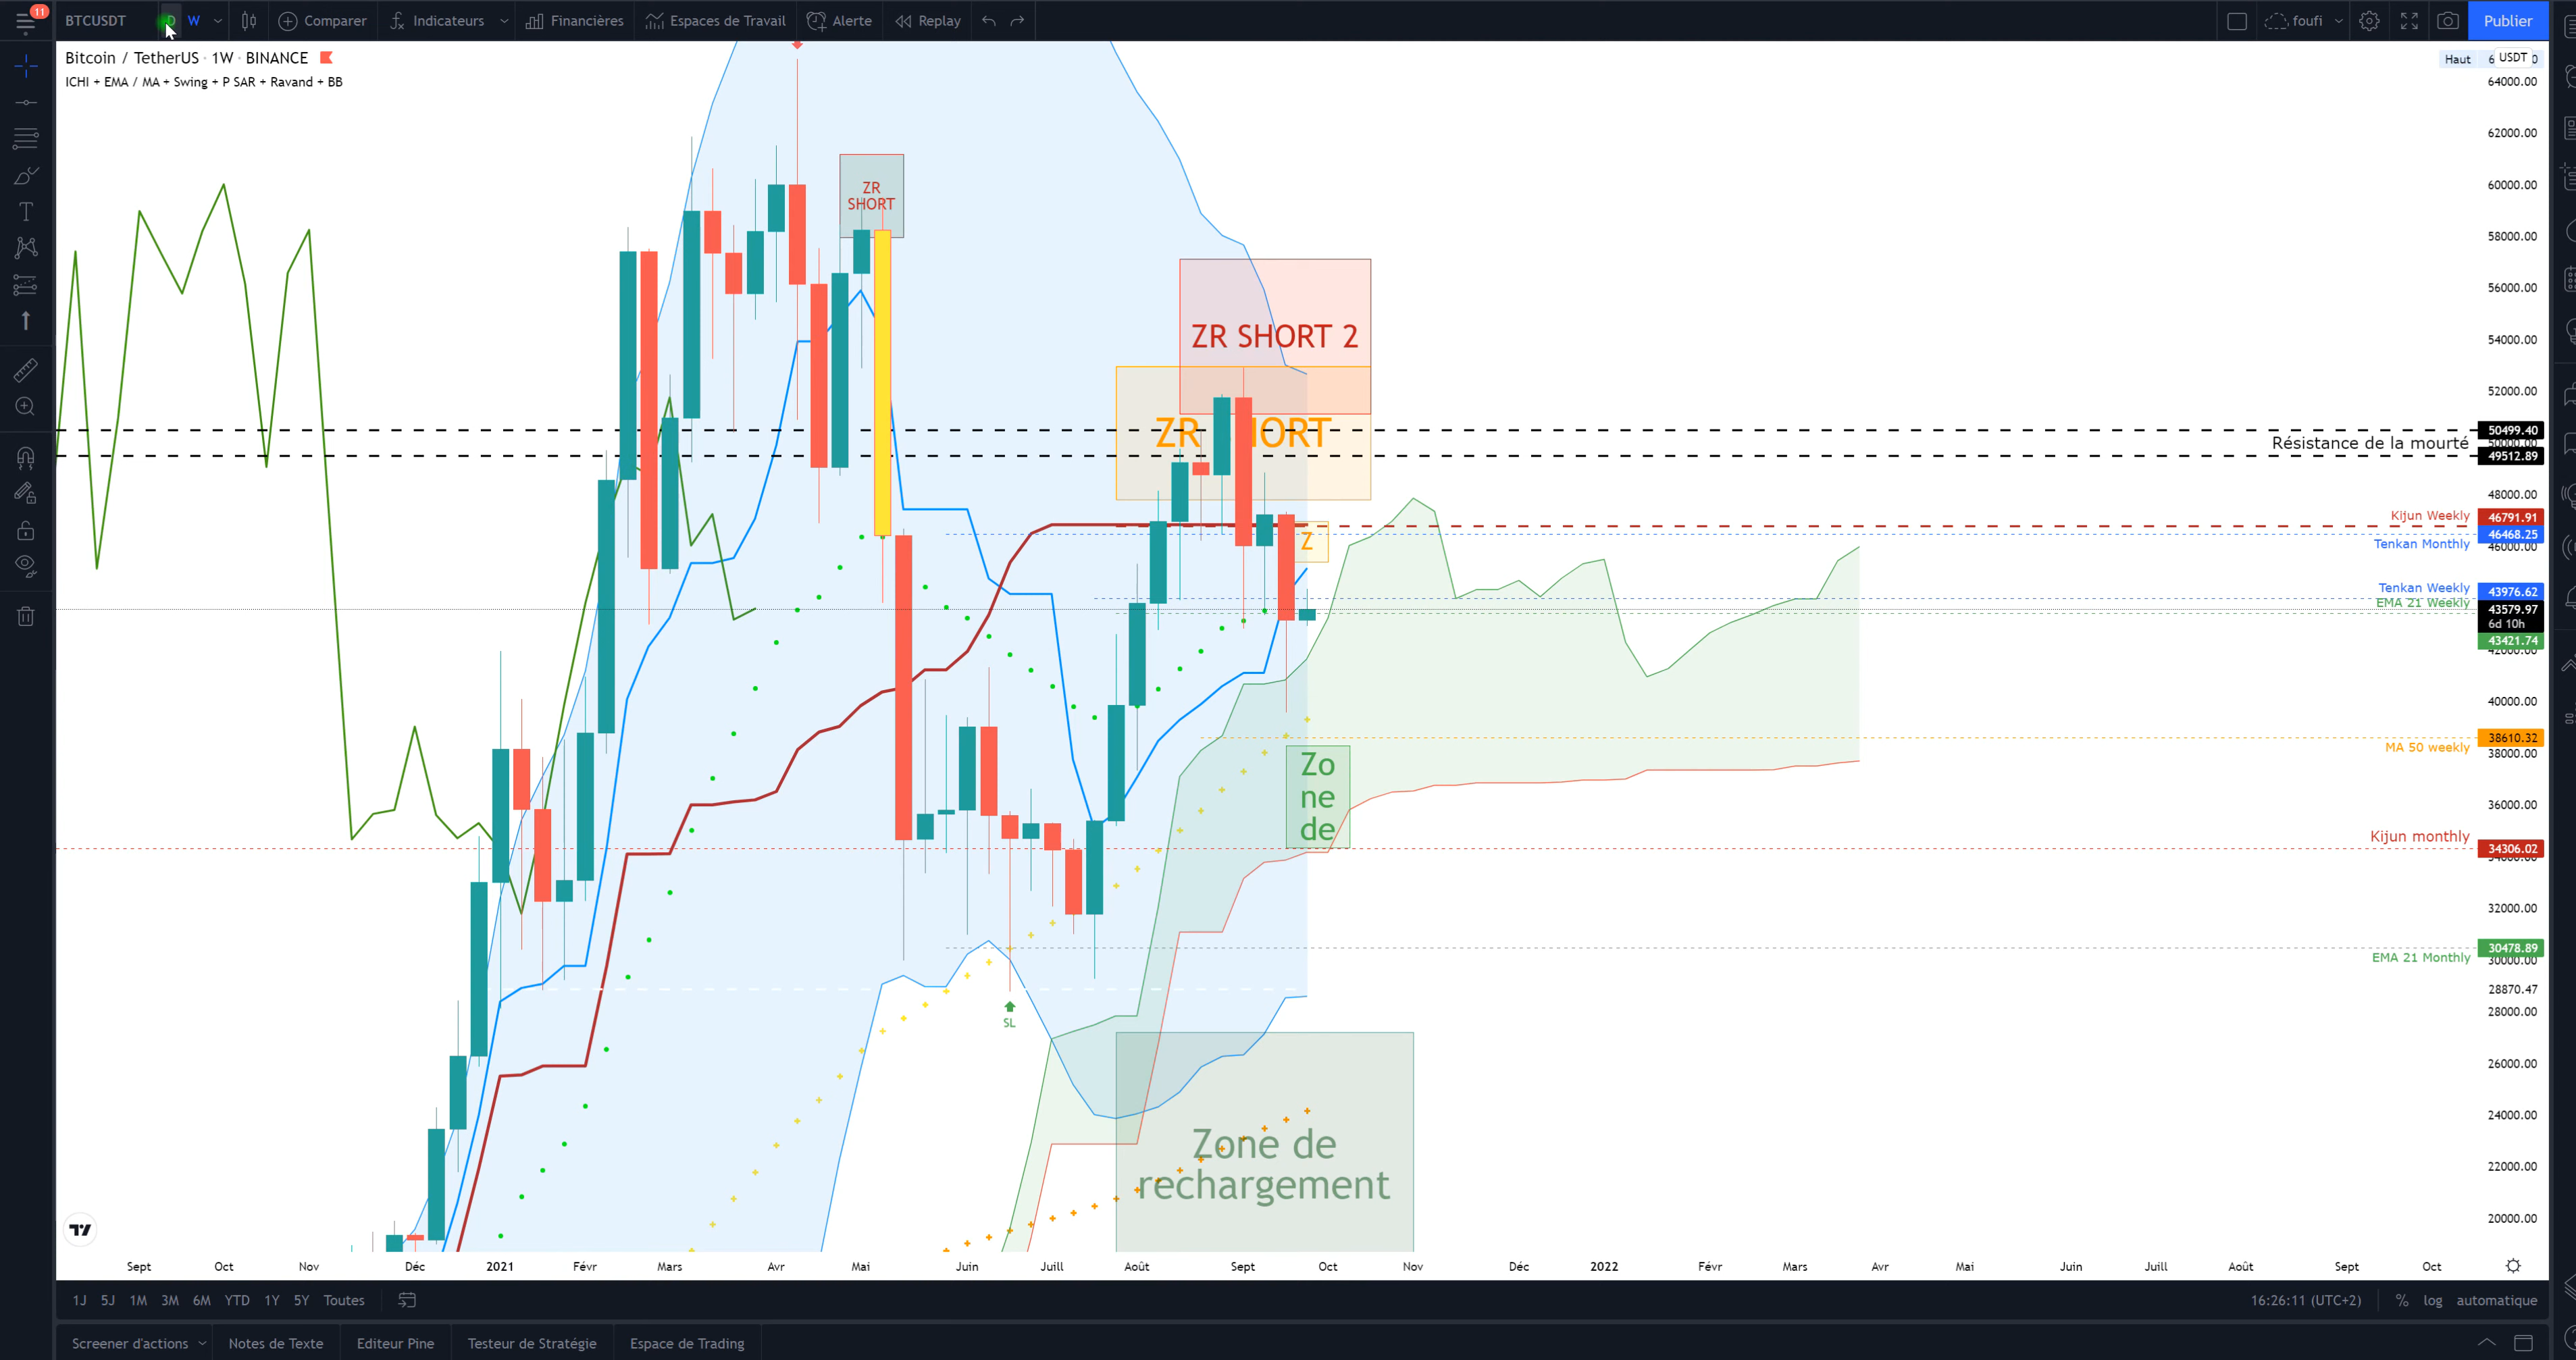 11
BTCUSDT
D
W
Comparer
Indicateurs
Financières
Espaces de Travail
Alerte
Replay
foufi
Publier
Bitcoin / TetherUS · 1W · BINANCE
ICHI + EMA / MA + Swing + P SAR + Ravand + BB
Haut
USDT
64000.00
62000.00
60000.00
58000.00
56000.00
54000.00
52000.00
50499.40
49512.89
48000.00
46791.91
46468.25
46000.00
43976.62
43579.97
6d 10h
43421.74
42000.00
40000.00
38610.32
38000.00
36000.00
34306.02
32000.00
30478.89
30000.00
28870.47
28000.00
26000.00
24000.00
22000.00
20000.00
ZR
SHORT
ZR SHORT 2
ZR
ORT
Z
Résistance de la mourté
Kijun Weekly
Tenkan Monthly
Tenkan Weekly
EMA 21 Weekly
MA 50 weekly
Kijun monthly
EMA 21 Monthly
Zo
ne
de
SL
Zone de
rechargement
Sept
Oct
Nov
Déc
2021
Févr
Mars
Avr
Mai
Juin
Juill
Août
Sept
Oct
Nov
Déc
2022
Févr
Mars
Avr
Mai
Juin
Juill
Août
Sept
Oct
1J
5J
1M
3M
6M
YTD
1Y
5Y
Toutes
16:26:11 (UTC+2)
%
log
automatique
Screener d'actions
Notes de Texte
Editeur Pine
Testeur de Stratégie
Espace de Trading